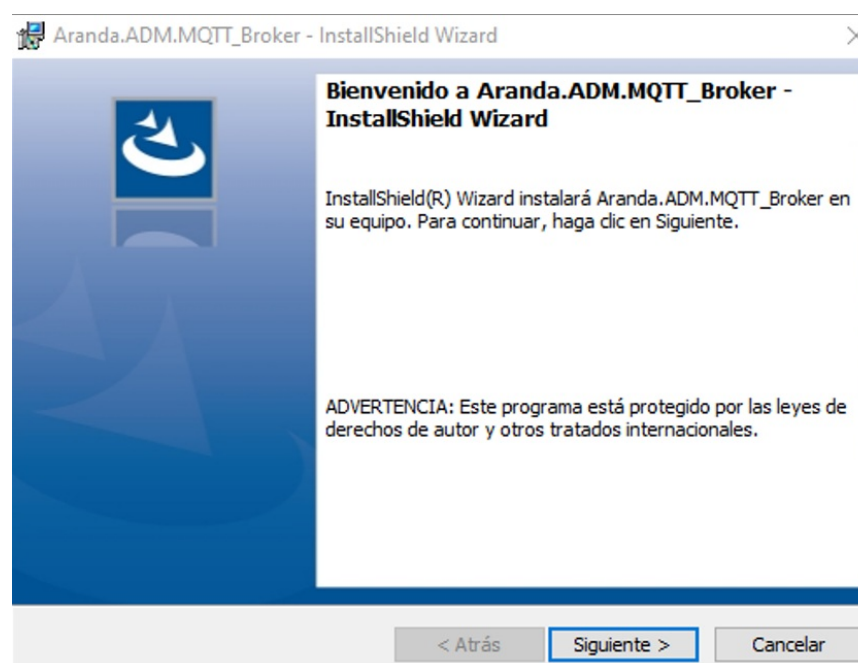 Aranda.ADM.MQTT_Broker - InstallShield Wizard
Bienvenido a Aranda.ADM.MQTT_Broker -
InstallShield Wizard
InstallShield(R) Wizard instalará Aranda.ADM.MQTT_Broker en
su equipo. Para continuar, haga clic en Siguiente.
ADVERTENCIA: Este programa está protegido por las leyes de
derechos de autor y otros tratados internacionales.
< Atrás
Siguiente >
Cancelar